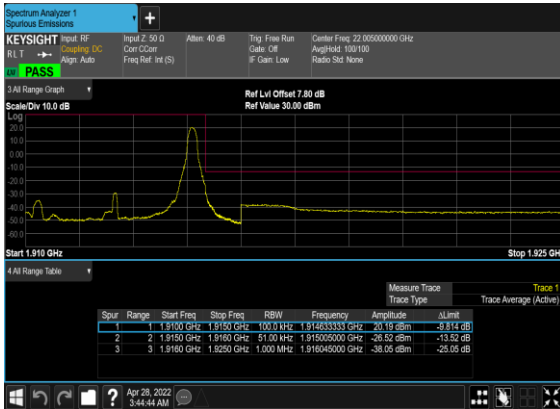 Spectrum Analyzer 1
Spurious Emissions
+
KEYSIGHT Input: RF Input Z: 50 Ω Atten: 40 dB Trig: Free Run Center Freq: 22.005000000 GHz
RLT Coupling: DC Corr CCorr Gate: Off Avg|Hold: 100/100
Align: Auto Freq Ref: Int (S) IF Gain: Low Radio Std: None
PASS
3 All Range Graph
Ref Lvl Offset 7.80 dB
Scale/Div 10.0 dB Ref Value 30.00 dBm
Log
20.0
10.0
0.00
-10.0
-20.0
-30.0
-40.0
-50.0
-60.0
Start 1.910 GHz Stop 1.925 GH
4 All Range Table
Measure Trace Trace 1
Trace Type Trace Average (Active)
Spur Range Start Freq Stop Freq RBW Frequency Amplitude ΔLimit
1 1 1.9100 GHz 1.9150 GHz 100.0 kHz 1.914633333 GHz 20.19 dBm -9.814 dB
2 2 1.9150 GHz 1.9160 GHz 51.00 kHz 1.915005000 GHz -26.52 dBm -13.52 dB
3 3 1.9160 GHz 1.9250 GHz 1.000 MHz 1.916045000 GHz -38.05 dBm -25.05 dB
? Apr 28, 2022
3:44:44 AM